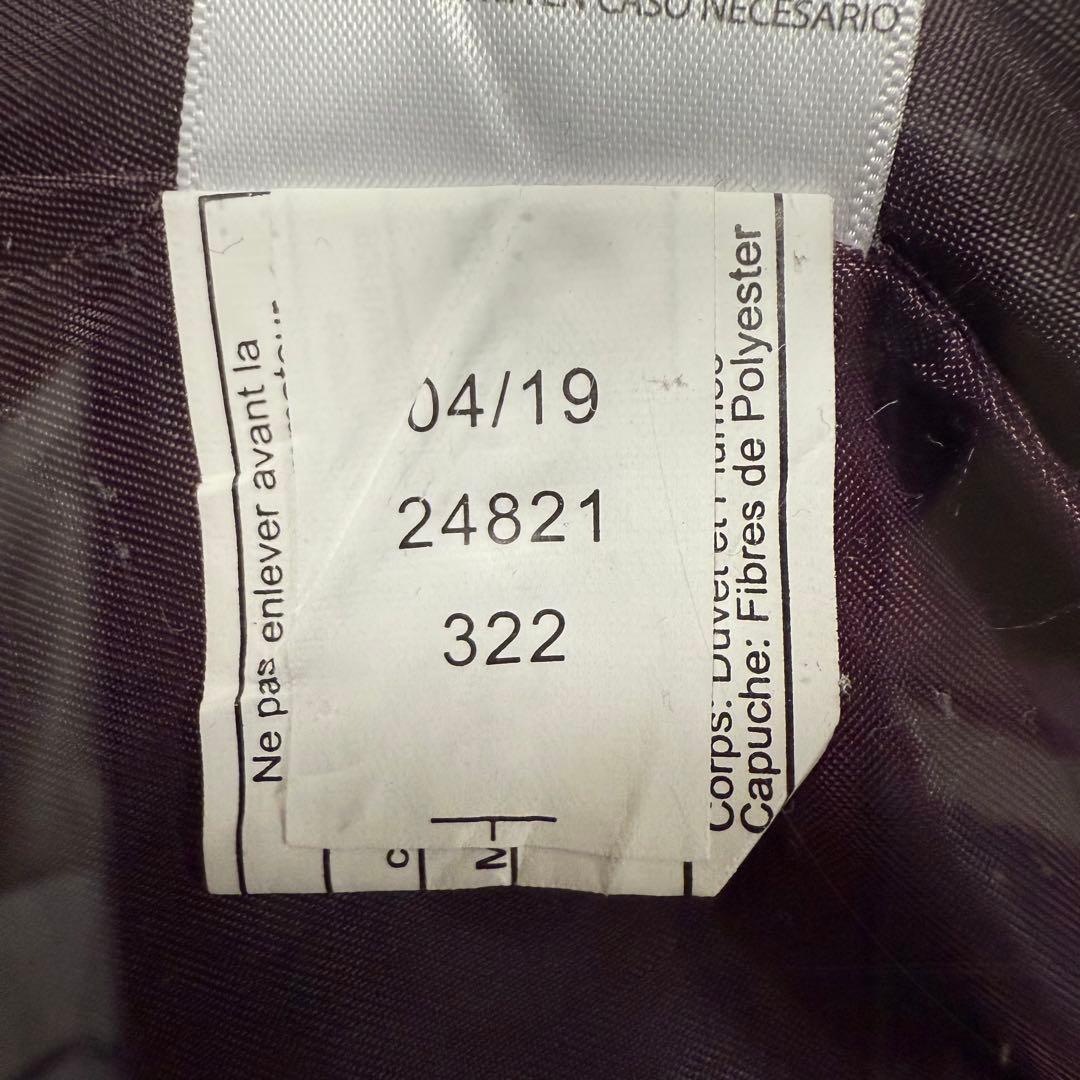 EN CASO NECESARIO
04/19
24821
322
Ne pas enlever avant la
Corps: Duvet et Plumes
Capuche: Fibres de Polyester